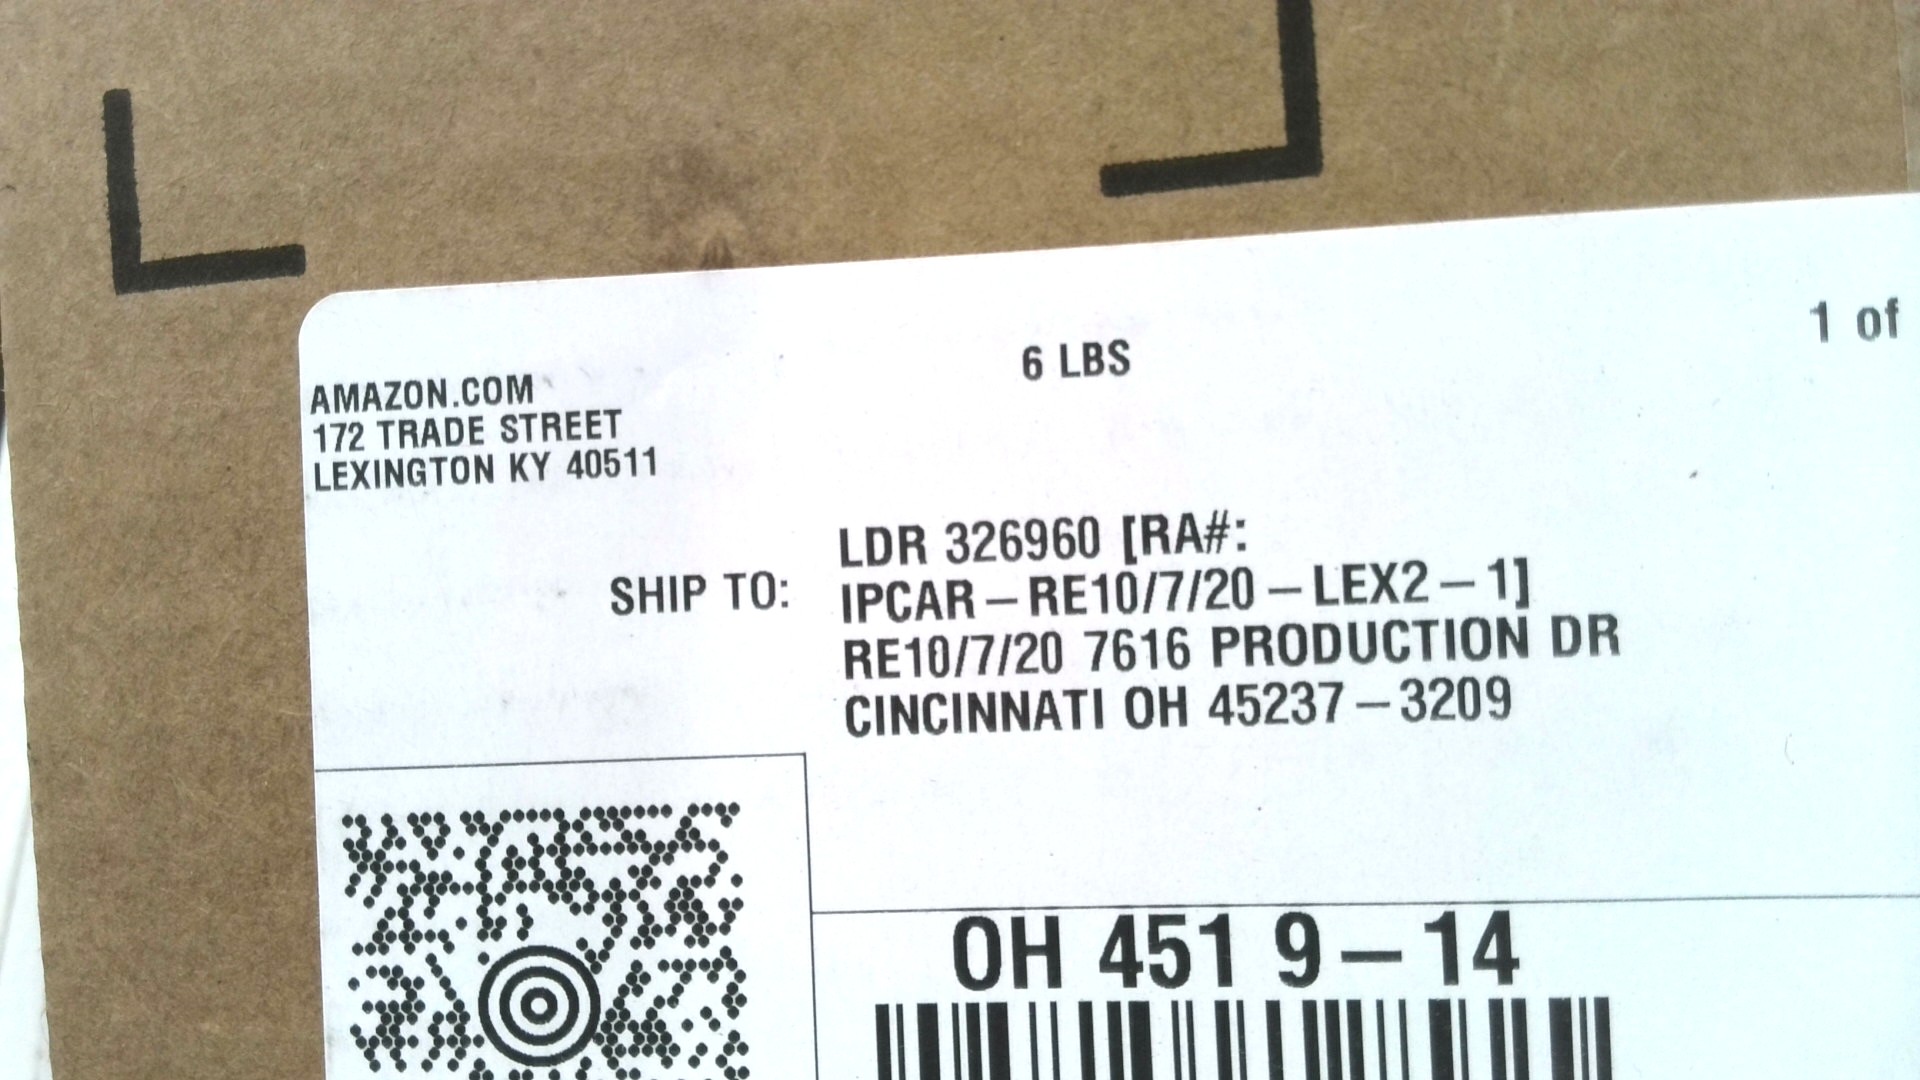 1 of
6 LBS
AMAZON.COM
172 TRADE STREET
LEXINGTON KY 40511
SHIP TO:
LDR 326960 [RA#:
IPCAR – RE10/7/20 – LEX2 – 1]
RE10/7/20 7616 PRODUCTION DR
CINCINNATI OH 45237 – 3209
OH 451 9 – 14